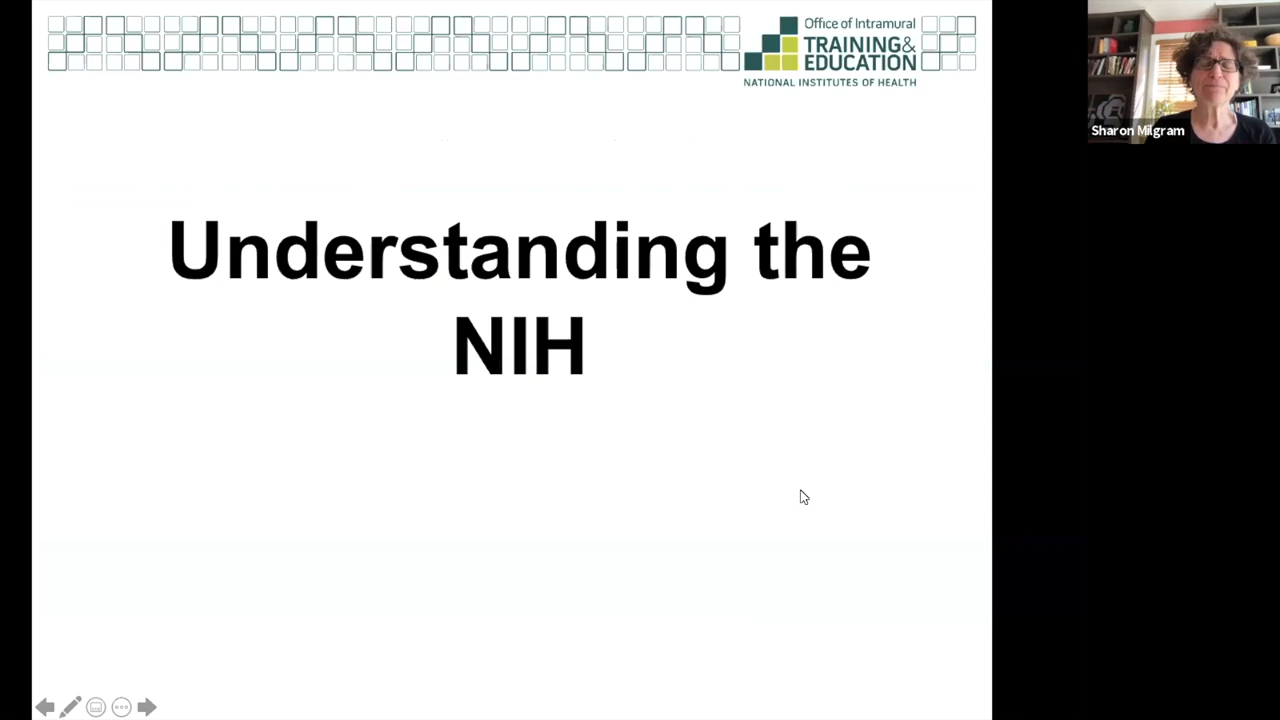 Office of Intramural
TRAINING&
EDUCATION
NATIONAL INSTITUTES OF HEALTH
Sharon Milgram
Understanding the
NIH